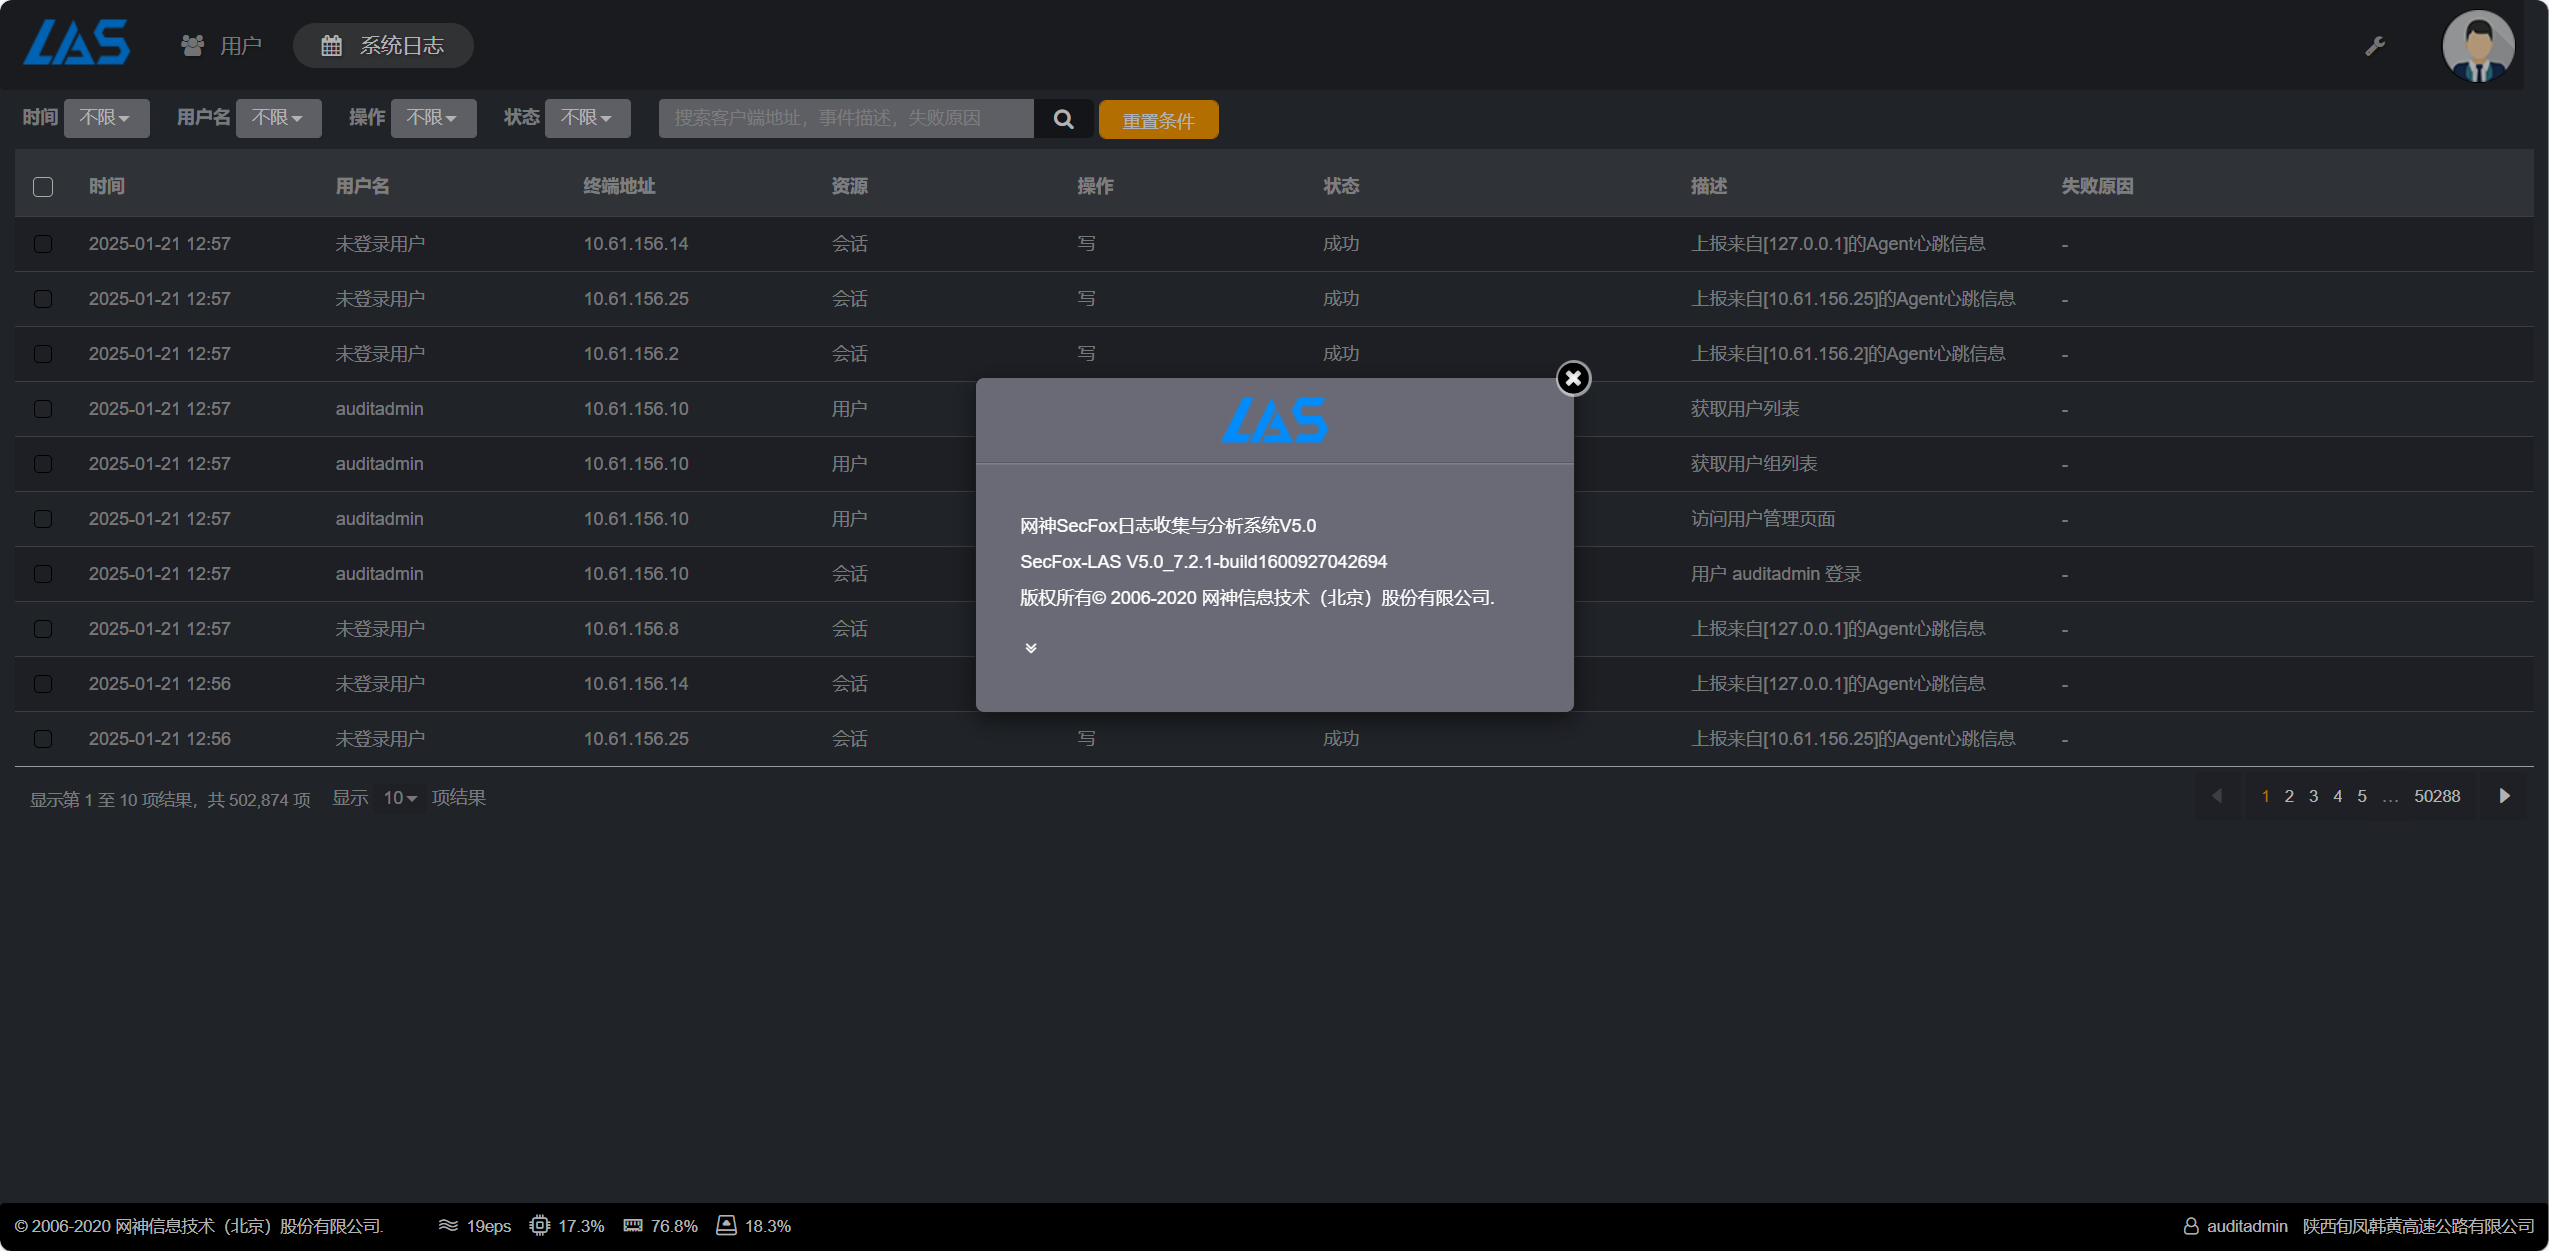 LAS 用户 系统日志
时间 不限 用户名 不限 操作 不限 状态 不限 搜索客户端地址，事件描述，失败原因 重置条件
时间 用户名 终端地址 资源 操作 状态 描述 失败原因
2025-01-21 12:57 未登录用户 10.61.156.14 会话 写 成功 上报来自[127.0.0.1]的Agent心跳信息 -
2025-01-21 12:57 未登录用户 10.61.156.25 会话 写 成功 上报来自[10.61.156.25]的Agent心跳信息 -
2025-01-21 12:57 未登录用户 10.61.156.2 会话 写 成功 上报来自[10.61.156.2]的Agent心跳信息 -
2025-01-21 12:57 auditadmin 10.61.156.10 用户 获取用户列表 -
2025-01-21 12:57 auditadmin 10.61.156.10 用户 获取用户组列表 -
2025-01-21 12:57 auditadmin 10.61.156.10 用户 访问用户管理页面 -
2025-01-21 12:57 auditadmin 10.61.156.10 会话 用户 auditadmin 登录 -
2025-01-21 12:57 未登录用户 10.61.156.8 会话 上报来自[127.0.0.1]的Agent心跳信息 -
2025-01-21 12:56 未登录用户 10.61.156.14 会话 上报来自[127.0.0.1]的Agent心跳信息 -
2025-01-21 12:56 未登录用户 10.61.156.25 会话 写 成功 上报来自[10.61.156.25]的Agent心跳信息 -
LAS
网神SecFox日志收集与分析系统V5.0
SecFox-LAS V5.0_7.2.1-build1600927042694
版权所有© 2006-2020 网神信息技术（北京）股份有限公司.
显示第 1 至 10 项结果，共 502,874 项 显示 10 项结果 1 2 3 4 5 … 50288
© 2006-2020 网神信息技术（北京）股份有限公司. 19eps 17.3% 76.8% 18.3% auditadmin 陕西旬凤韩黄高速公路有限公司